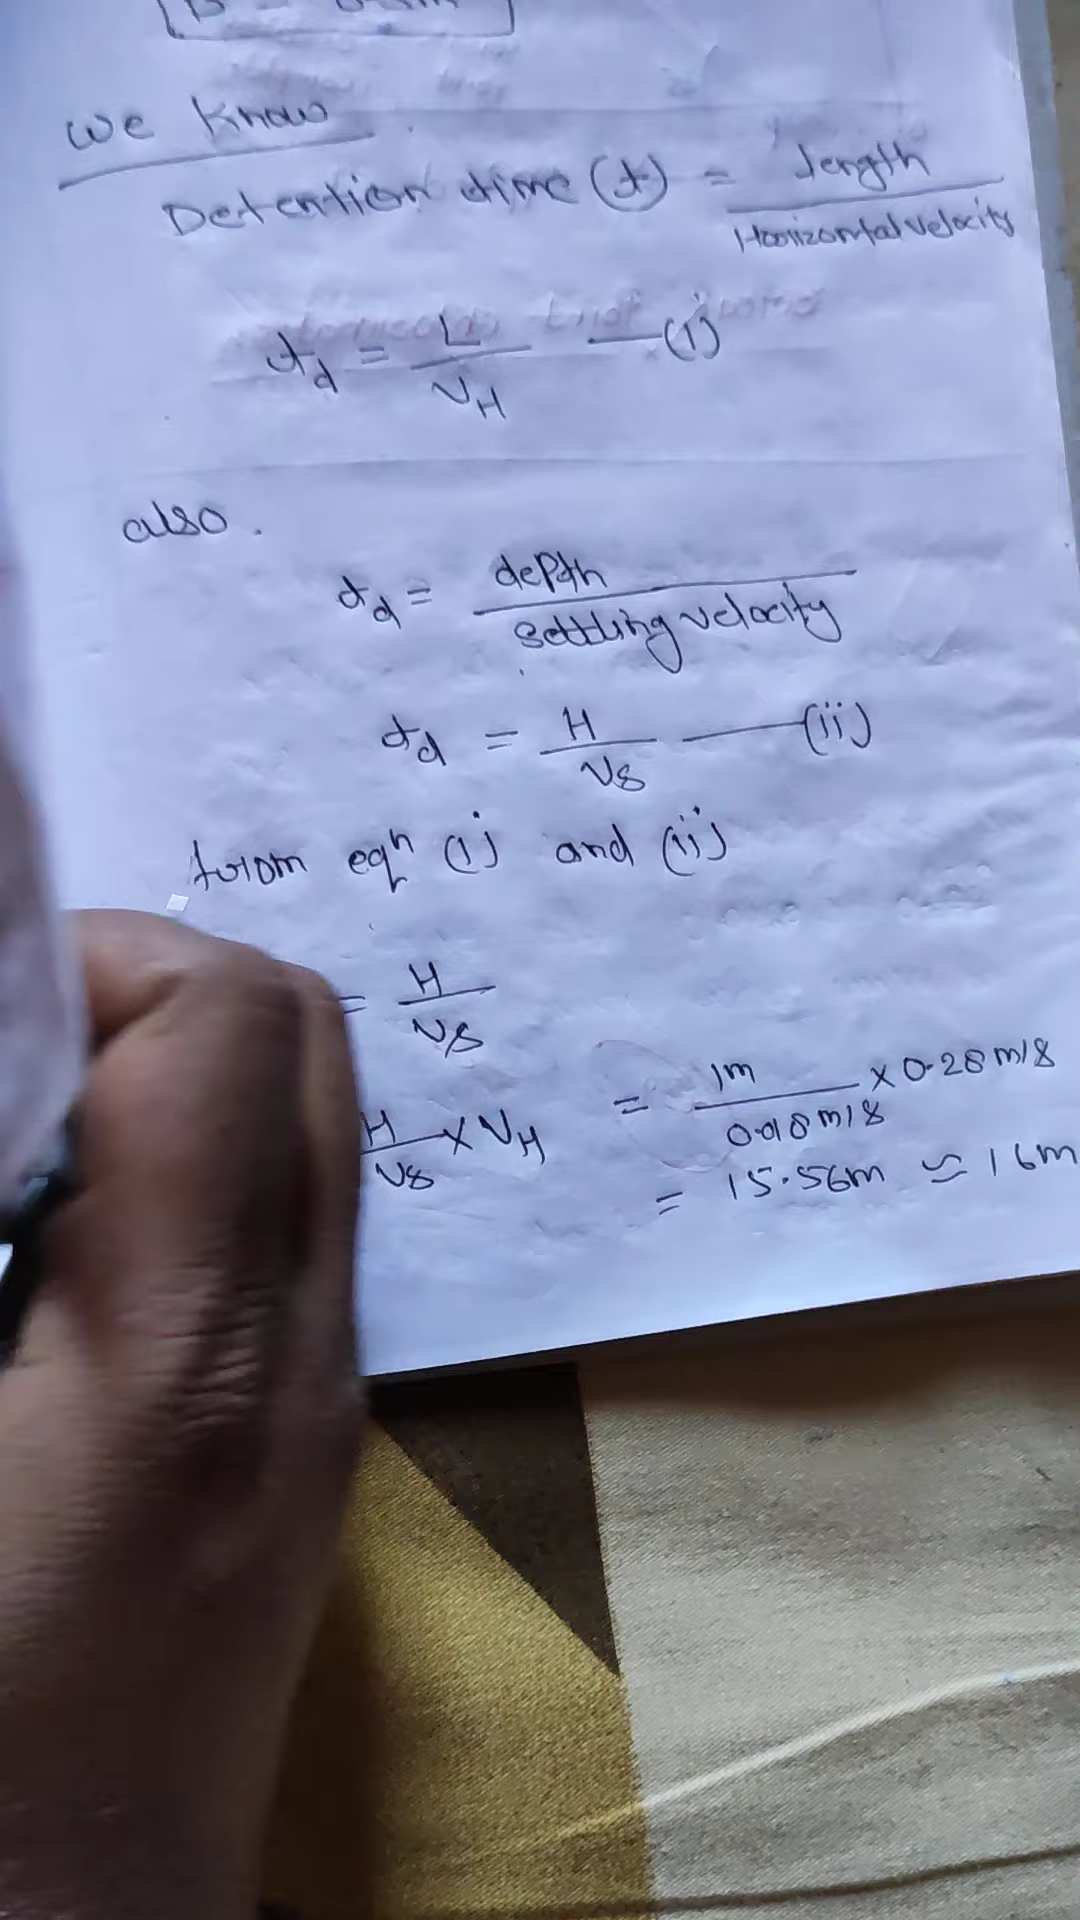 we know
Detention time (t) = length / Horizontal velocity
td = L / VH —(i)
also.
td = depth / settling velocity
td = H / VS —(ii)
from eqn (i) and (ii)
= H / VS
H / VS × VH = 1m / 0.018 m/s × 0.28 m/s
= 15.56m ≃ 16m